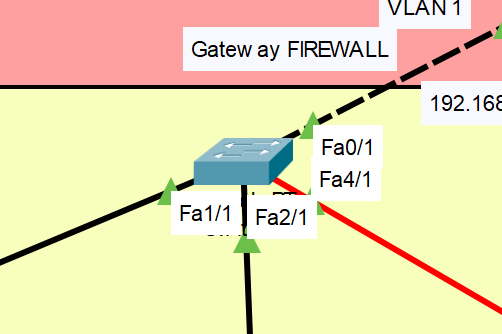 VLAN 1
Gatew ay FIREWALL
192.168
Fa0/1
Fa4/1
Fa1/1
Fa2/1